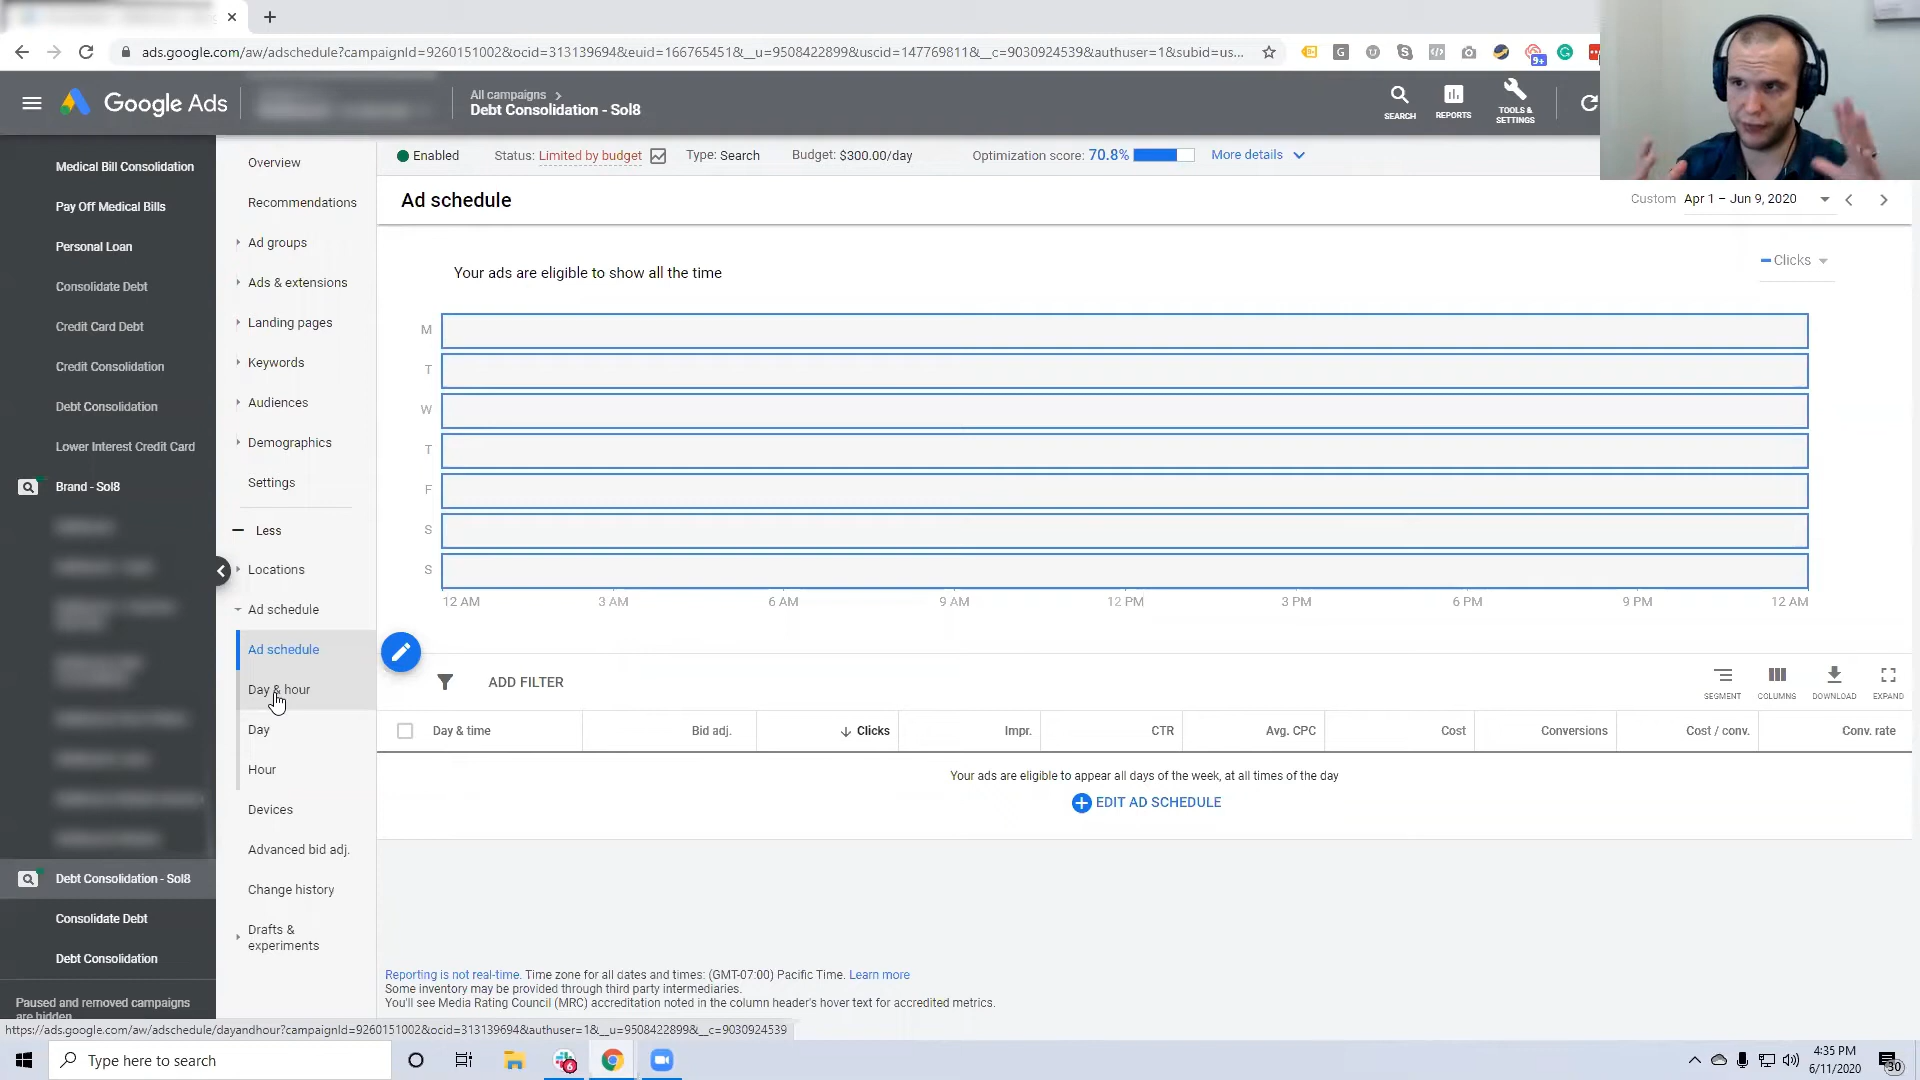 ads.google.com/aw/adschedule?campaignId=9260151002&ocid=313139694&euid=166765451&__u=9508422899&uscid=147769811&__c=9030924539&authuser=1&subid=us...
G
9+
Google Ads
All campaigns
Debt Consolidation - Sol8
SEARCH
REPORTS
TOOLS &
SETTINGS
Medical Bill Consolidation
Pay Off Medical Bills
Personal Loan
Consolidate Debt
Credit Card Debt
Credit Consolidation
Debt Consolidation
Lower Interest Credit Card
Brand - Sol8
Debt Consolidation - Sol8
Consolidate Debt
Debt Consolidation
Paused and removed campaigns
are hidden
Overview
Recommendations
Ad groups
Ads & extensions
Landing pages
Keywords
Audiences
Demographics
Settings
Less
Locations
Ad schedule
Ad schedule
Day & hour
Day
Hour
Devices
Advanced bid adj.
Change history
Drafts &
experiments
Enabled Status: Limited by budget Type: Search Budget: $300.00/day Optimization score: 70.8% More details
Ad schedule
Custom Apr 1 – Jun 9, 2020
Your ads are eligible to show all the time
Clicks
M
T
W
T
F
S
S
12 AM 3 AM 6 AM 9 AM 12 PM 3 PM 6 PM 9 PM 12 AM
ADD FILTER
SEGMENT COLUMNS DOWNLOAD EXPAND
Day & time Bid adj. Clicks Impr. CTR Avg. CPC Cost Conversions Cost / conv. Conv. rate
Your ads are eligible to appear all days of the week, at all times of the day
EDIT AD SCHEDULE
Reporting is not real-time. Time zone for all dates and times: (GMT-07:00) Pacific Time. Learn more
Some inventory may be provided through third party intermediaries.
You'll see Media Rating Council (MRC) accreditation noted in the column header's hover text for accredited metrics.
https://ads.google.com/aw/adschedule/dayandhour?campaignId=9260151002&ocid=313139694&authuser=1&__u=9508422899&__c=9030924539
Type here to search
6
4:35 PM
6/11/2020
30